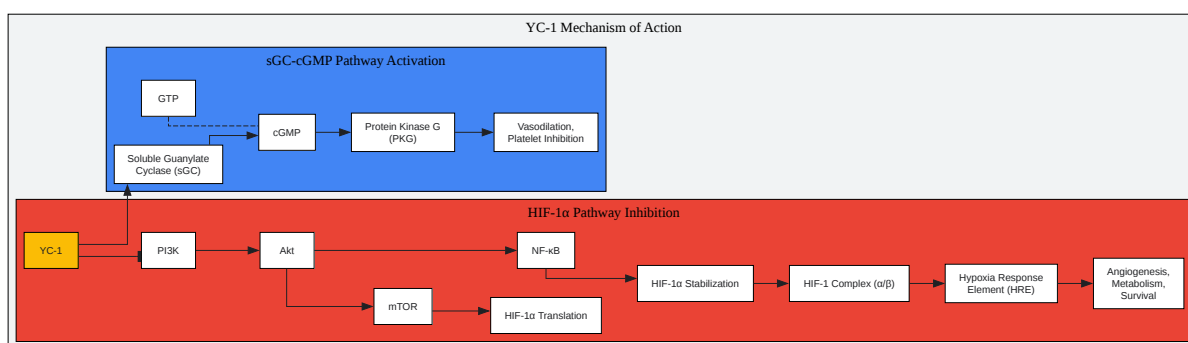 YC-1 Mechanism of Action
sGC-cGMP Pathway Activation
GTP
cGMP
Protein Kinase G
(PKG)
Vasodilation,
Platelet Inhibition
Soluble Guanylate
Cyclase (sGC)
HIF-1α Pathway Inhibition
YC-1
PI3K
Akt
NF-κB
HIF-1α Stabilization
HIF-1 Complex (α/β)
Hypoxia Response
Element (HRE)
Angiogenesis,
Metabolism,
Survival
mTOR
HIF-1α Translation